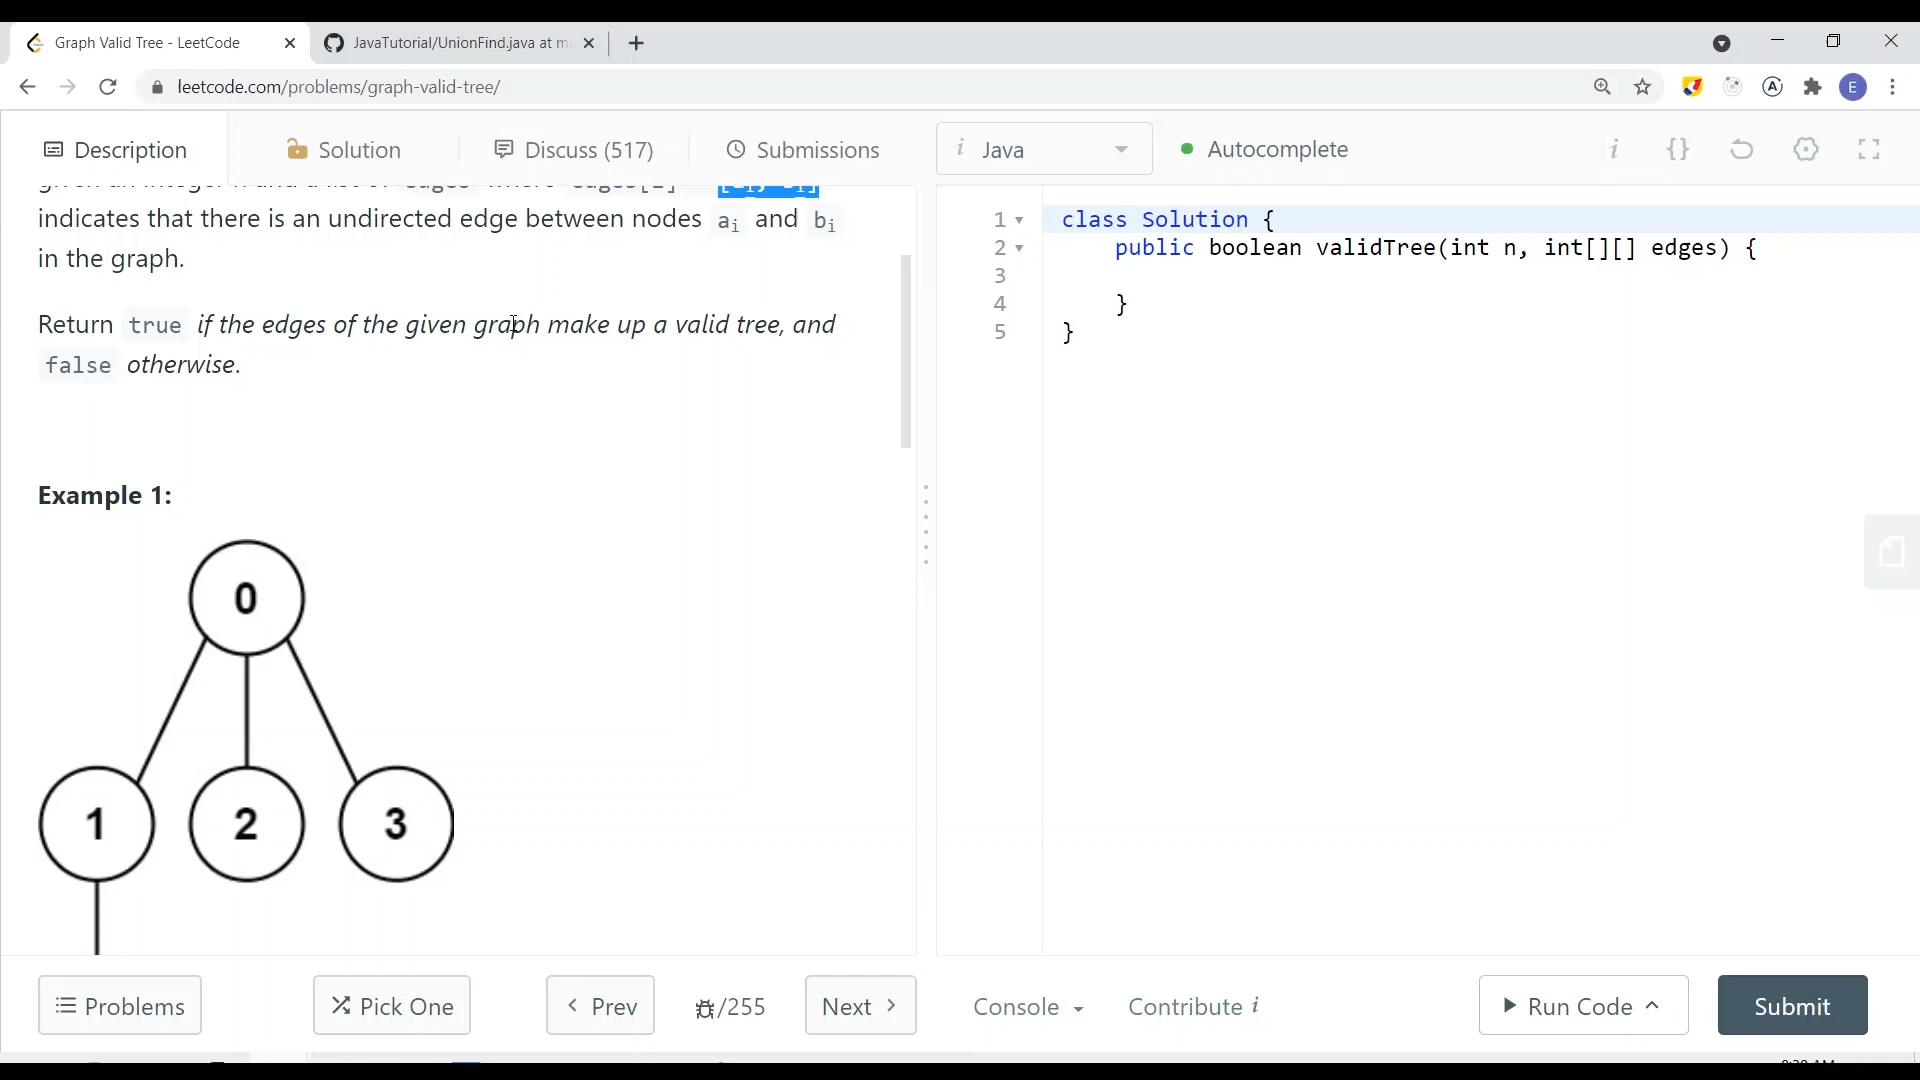 Graph Valid Tree - LeetCode
JavaTutorial/UnionFind.java at m
leetcode.com/problems/graph-valid-tree/
E
Description
Solution
Discuss (517)
Submissions
i Java
Autocomplete
i {}
indicates that there is an undirected edge between nodes ai and bi
in the graph.
Return true if the edges of the given graph make up a valid tree, and
false otherwise.
Example 1:
0
1 2 3
1 class Solution {
2 public boolean validTree(int n, int[][] edges) {
3
4 }
5 }
Problems
Pick One
Prev
/255
Next
Console
Contribute i
Run Code
Submit